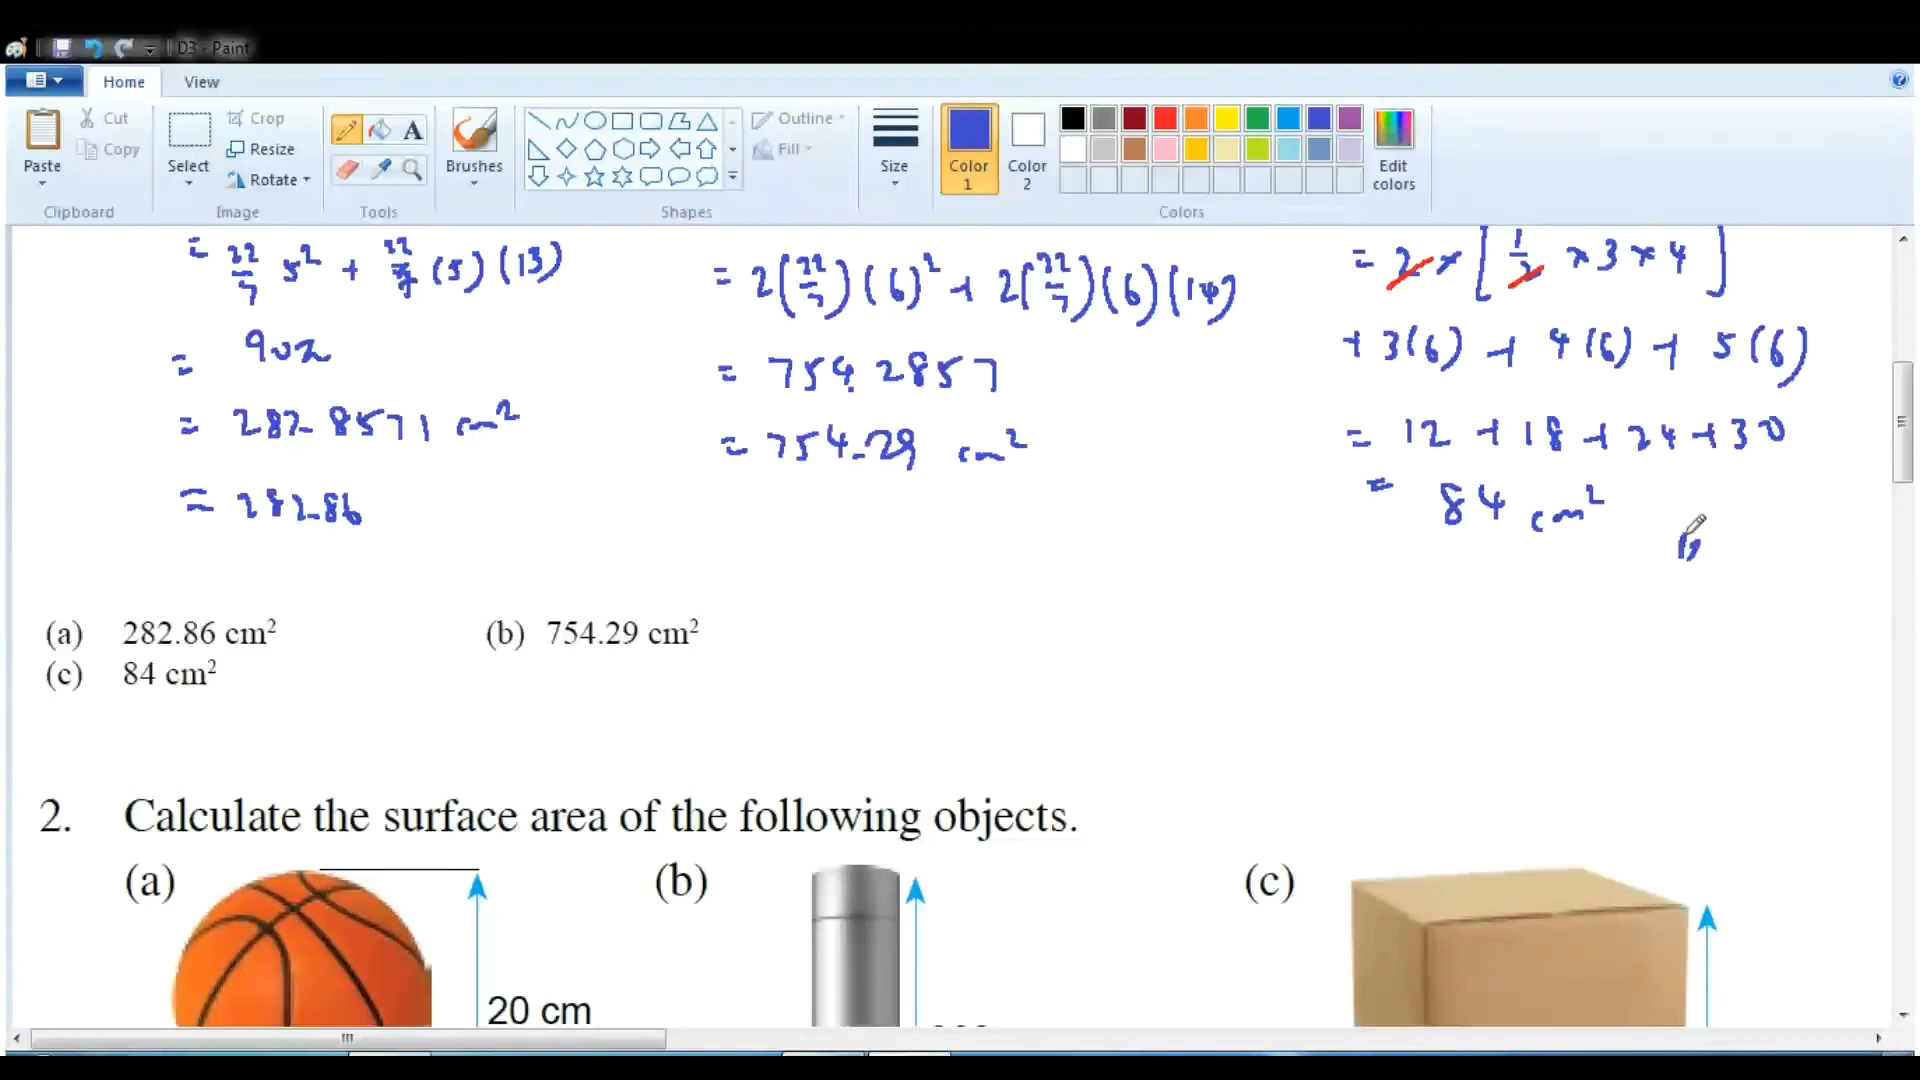 D3 - Paint
Home View
Paste
Cut
Copy
Clipboard
Select
Crop
Resize
Rotate
Image
A
Tools
Brushes
Shapes
Outline
Fill
Size
Color 1
Color 2
Edit colors
Colors
= 22/7 5² + 22/7 (5)(13)
= 90π
= 282.8571 cm²
≈ 282.86
= 2(22/7)(6)² + 2(22/7)(6)(14)
= 754.2857
= 754.29 cm²
= 2 × [1/2 × 3 × 4]
+ 3(6) + 4(6) + 5(6)
= 12 + 18 + 24 + 30
= 84 cm²
(a) 282.86 cm² (b) 754.29 cm²
(c) 84 cm²
2. Calculate the surface area of the following objects.
(a) (b) (c)
20 cm